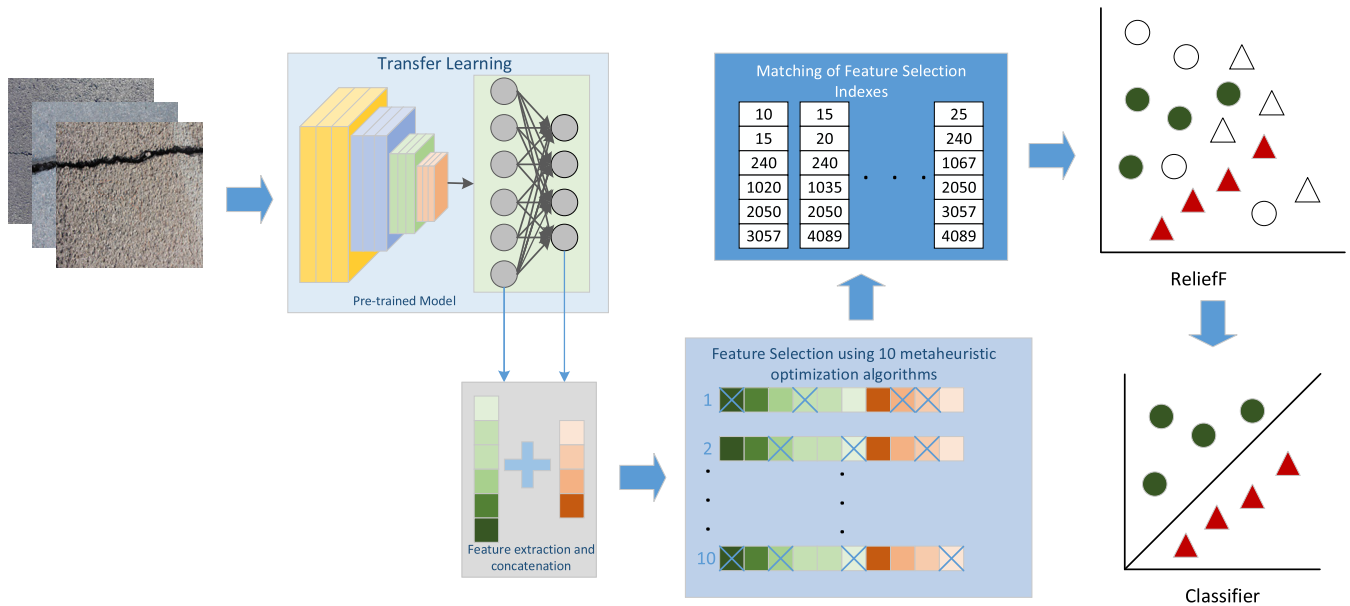 Transfer Learning
Pre-trained Model
Feature extraction and
concatenation
Feature Selection using 10 metaheuristic
optimization algorithms
1
2
10
Matching of Feature Selection
Indexes
10 15 25
15 20 240
240 240 1067
1020 1035 2050
2050 2050 3057
3057 4089 4089
ReliefF
Classifier